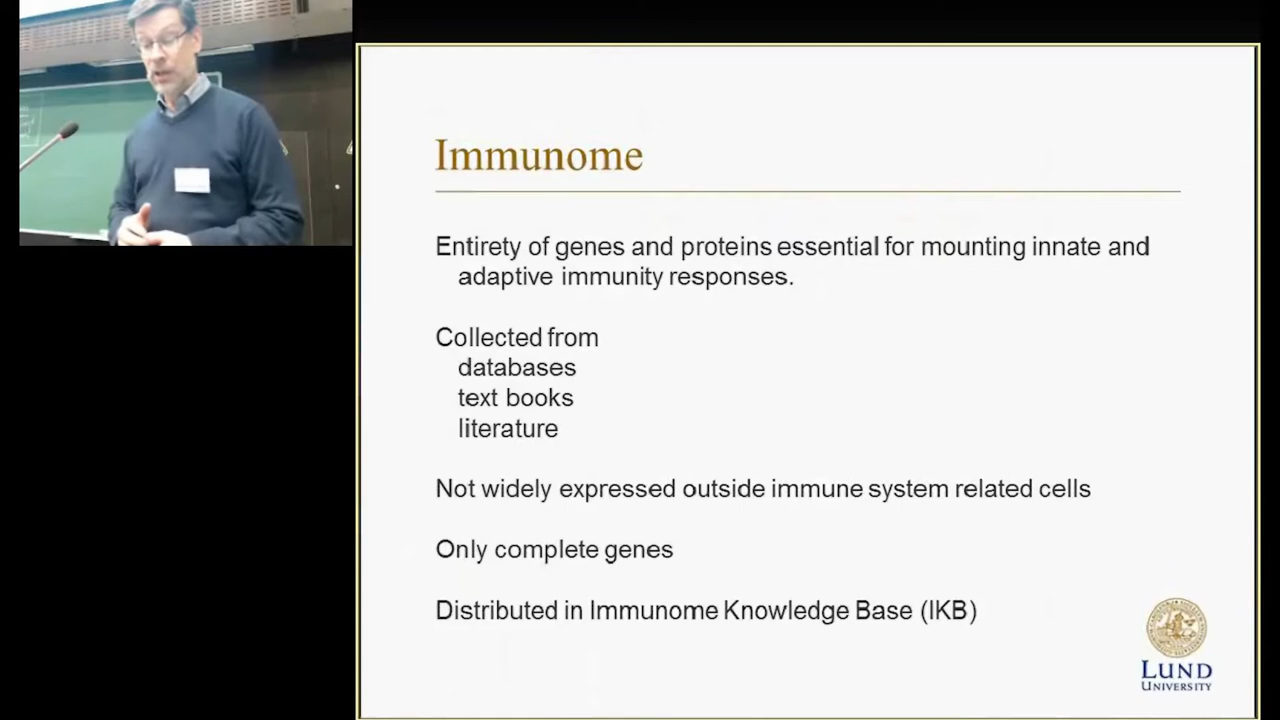 Immunome
Entirety of genes and proteins essential for mounting innate and
adaptive immunity responses.
Collected from
databases
text books
literature
Not widely expressed outside immune system related cells
Only complete genes
Distributed in Immunome Knowledge Base (IKB)
LUND
UNIVERSITY